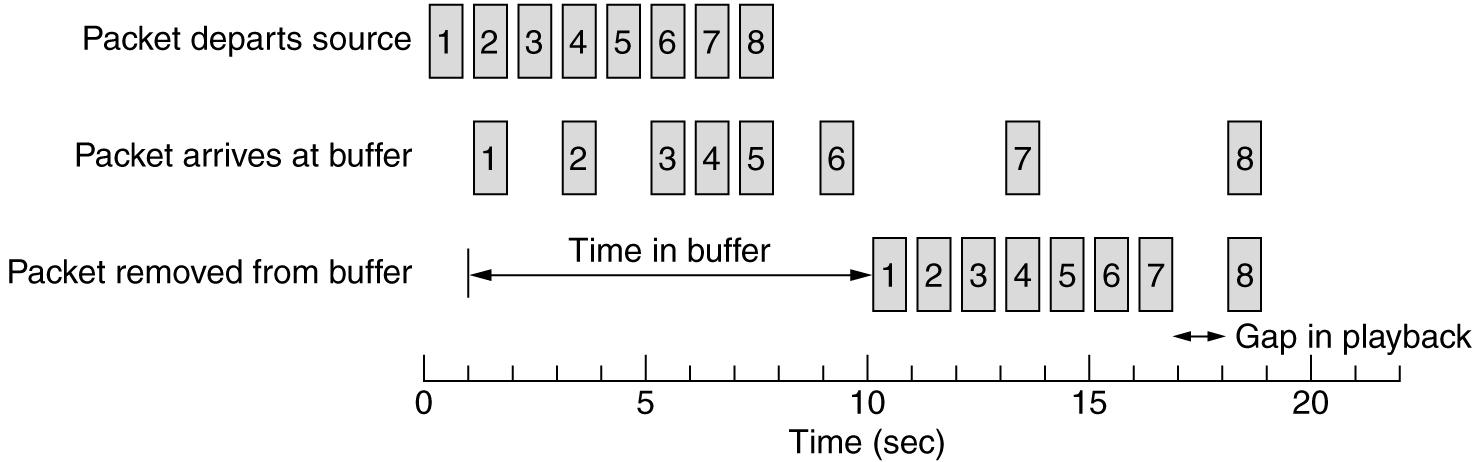 Packet departs source 1 2 3 4 5 6 7 8
Packet arrives at buffer 1 2 3 4 5 6 7 8
Time in buffer
Packet removed from buffer 1 2 3 4 5 6 7 8
Gap in playback
0 5 10 15 20
Time (sec)